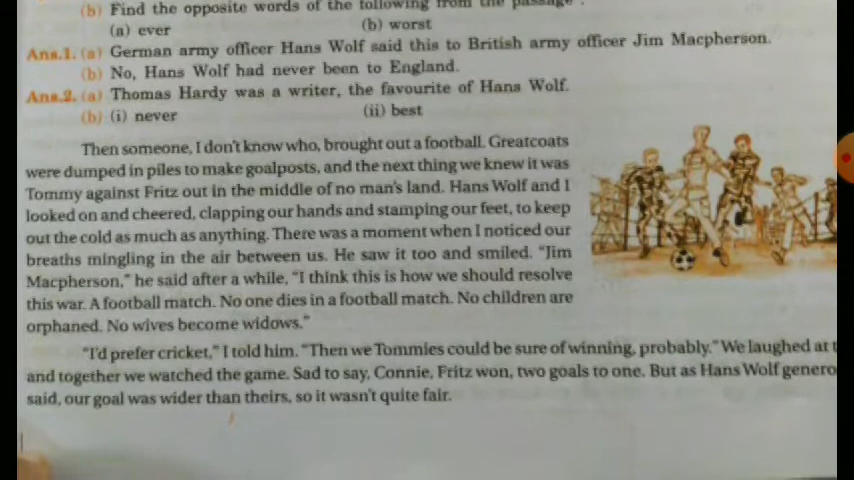 (b) Find the opposite words of the following from the passage :
(a) ever (b) worst
Ans.1. (a) German army officer Hans Wolf said this to British army officer Jim Macpherson.
(b) No, Hans Wolf had never been to England.
Ans.2. (a) Thomas Hardy was a writer, the favourite of Hans Wolf.
(b) (i) never (ii) best
Then someone, I don't know who, brought out a football. Greatcoats
were dumped in piles to make goalposts, and the next thing we knew it was
Tommy against Fritz out in the middle of no man's land. Hans Wolf and I
looked on and cheered, clapping our hands and stamping our feet, to keep
out the cold as much as anything. There was a moment when I noticed our
breaths mingling in the air between us. He saw it too and smiled. "Jim
Macpherson," he said after a while, "I think this is how we should resolve
this war. A football match. No one dies in a football match. No children are
orphaned. No wives become widows."
"I'd prefer cricket," I told him. "Then we Tommies could be sure of winning, probably." We laughed at
and together we watched the game. Sad to say, Connie, Fritz won, two goals to one. But as Hans Wolf
said, our goal was wider than theirs, so it wasn't quite fair.